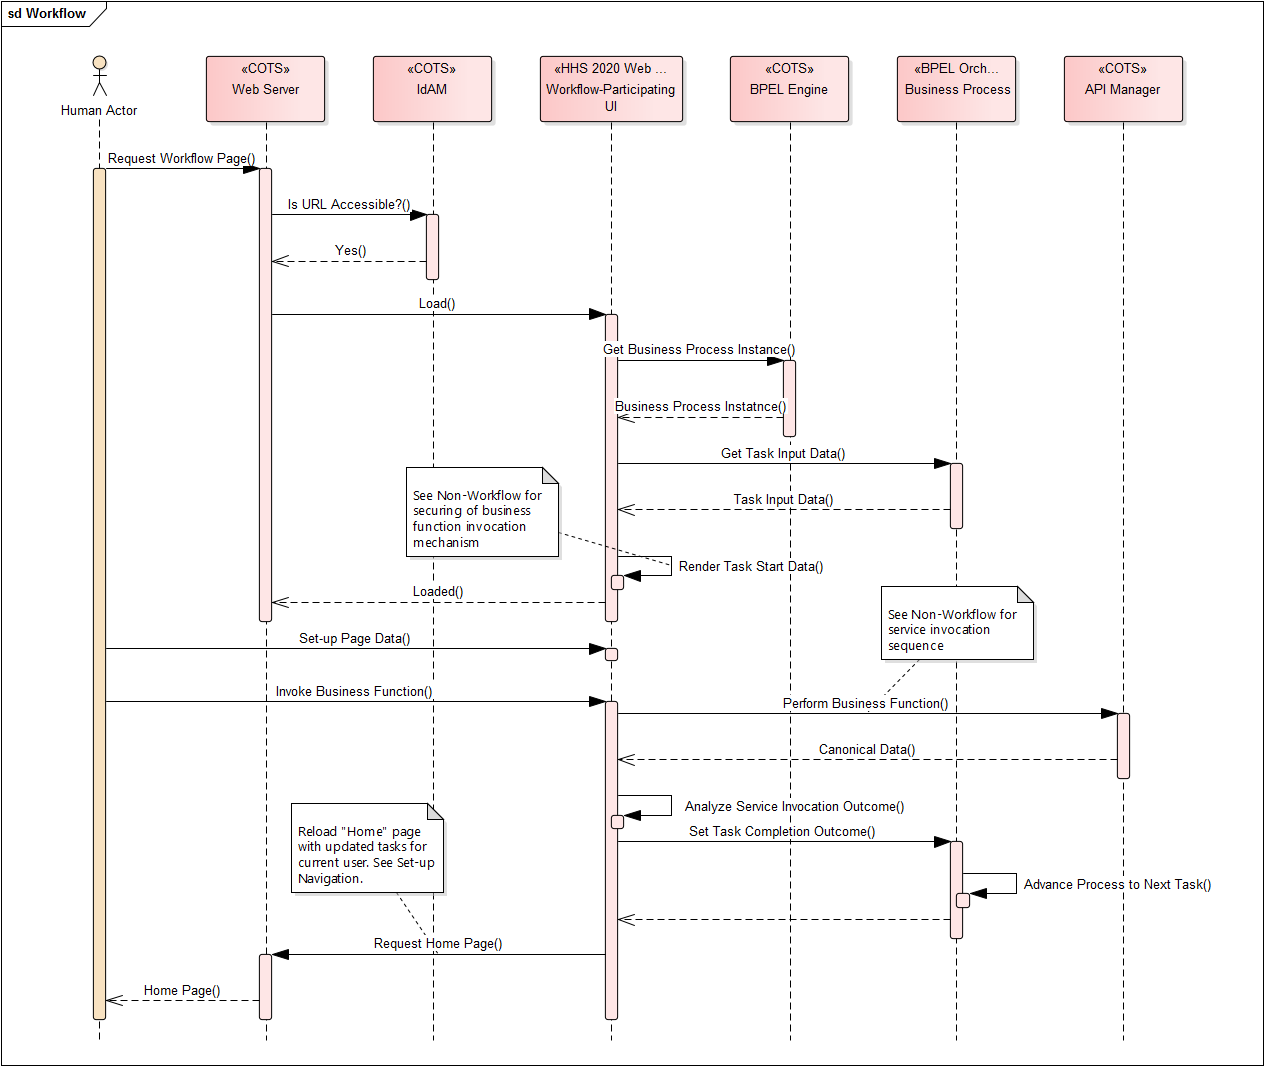 sd Workflow
Human Actor
«COTS»
Web Server
«COTS»
IdAM
«HHS 2020 Web ...
Workflow-Participating
UI
«COTS»
BPEL Engine
«BPEL Orch...
Business Process
«COTS»
API Manager
Request Workflow Page()
Is URL Accessible?()
Yes()
Load()
Get Business Process Instance()
Business Process Instatnce()
Get Task Input Data()
See Non-Workflow for
securing of business
function invocation
mechanism
Task Input Data()
Render Task Start Data()
Loaded()
See Non-Workflow for
service invocation
sequence
Set-up Page Data()
Invoke Business Function()
Perform Business Function()
Canonical Data()
Analyze Service Invocation Outcome()
Reload "Home" page
with updated tasks for
current user. See Set-up
Navigation.
Set Task Completion Outcome()
Advance Process to Next Task()
Request Home Page()
Home Page()